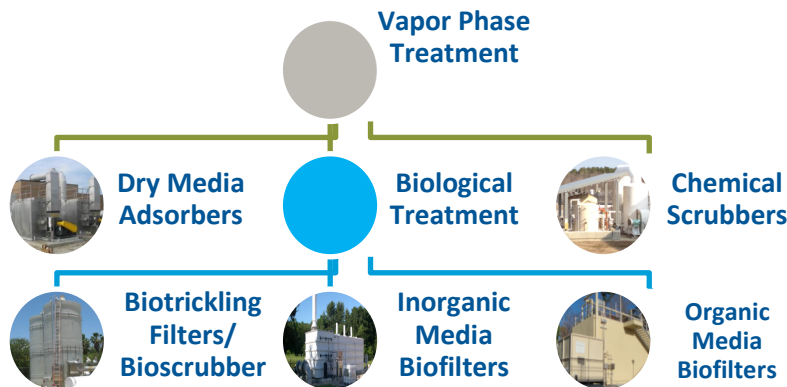 Vapor Phase
Treatment
Dry Media
Adsorbers
Biological
Treatment
Chemical
Scrubbers
Biotrickling
Filters/
Bioscrubber
Inorganic
Media
Biofilters
Organic
Media
Biofilters